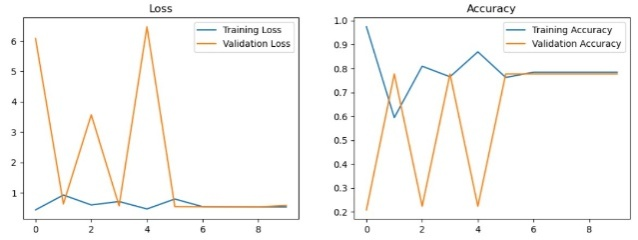 Loss
Training Loss
Validation Loss
6
5
4
3
2
1
0 2 4 6 8
Accuracy
Training Accuracy
Validation Accuracy
1.0
0.9
0.8
0.7
0.6
0.5
0.4
0.3
0.2
0 2 4 6 8